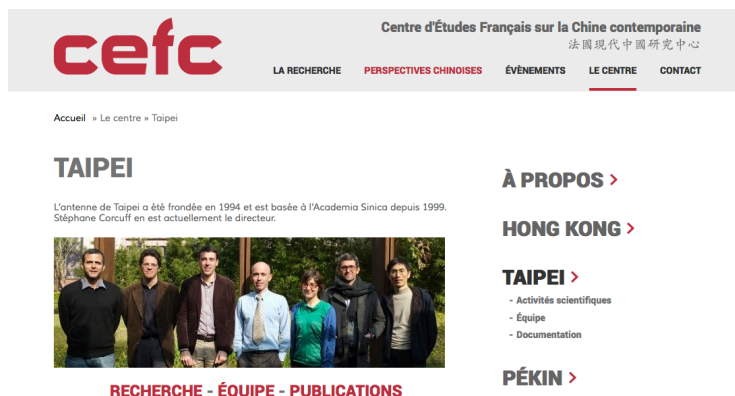 cefc
Centre d'Études Français sur la Chine contemporaine
法國現代中國研究中心
LA RECHERCHE PERSPECTIVES CHINOISES ÉVÈNEMENTS LE CENTRE CONTACT
Accueil » Le centre » Taipei
TAIPEI
L'antenne de Taipei a été frondée en 1994 et est basée à l'Academia Sinica depuis 1999.
Stéphane Corcuff en est actuellement le directeur.
RECHERCHE - ÉQUIPE - PUBLICATIONS
À PROPOS >
HONG KONG >
TAIPEI >
- Activités scientifiques
- Équipe
- Documentation
PÉKIN >